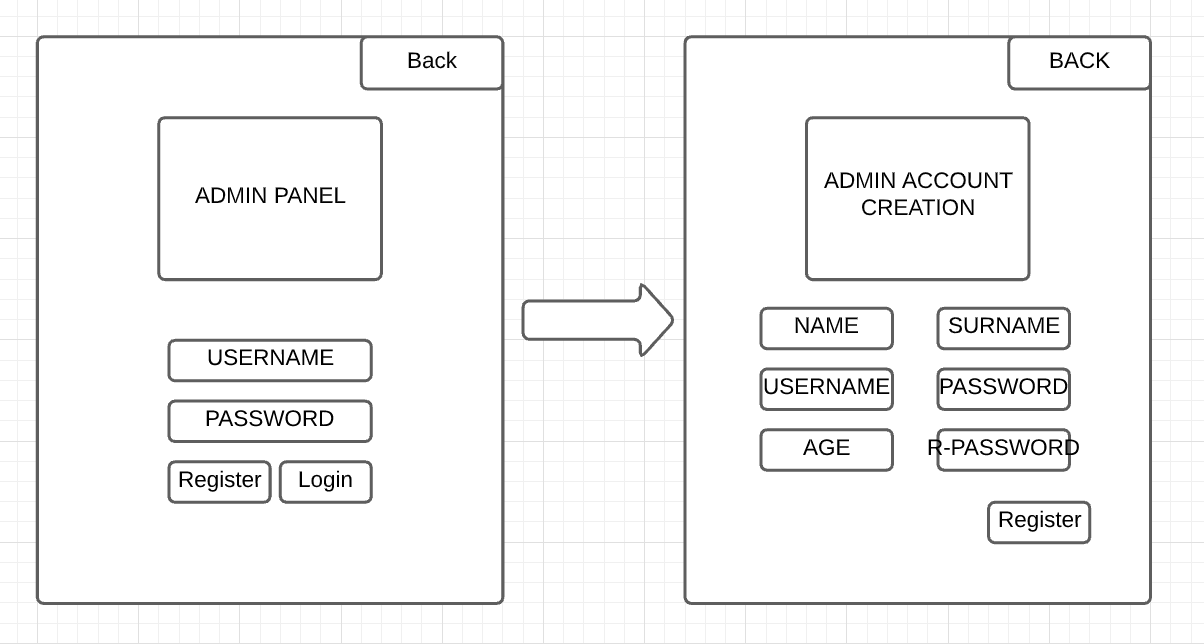 Back
ADMIN PANEL
USERNAME
PASSWORD
Register
Login
BACK
ADMIN ACCOUNT
CREATION
NAME
SURNAME
USERNAME
PASSWORD
AGE
R-PASSWORD
Register